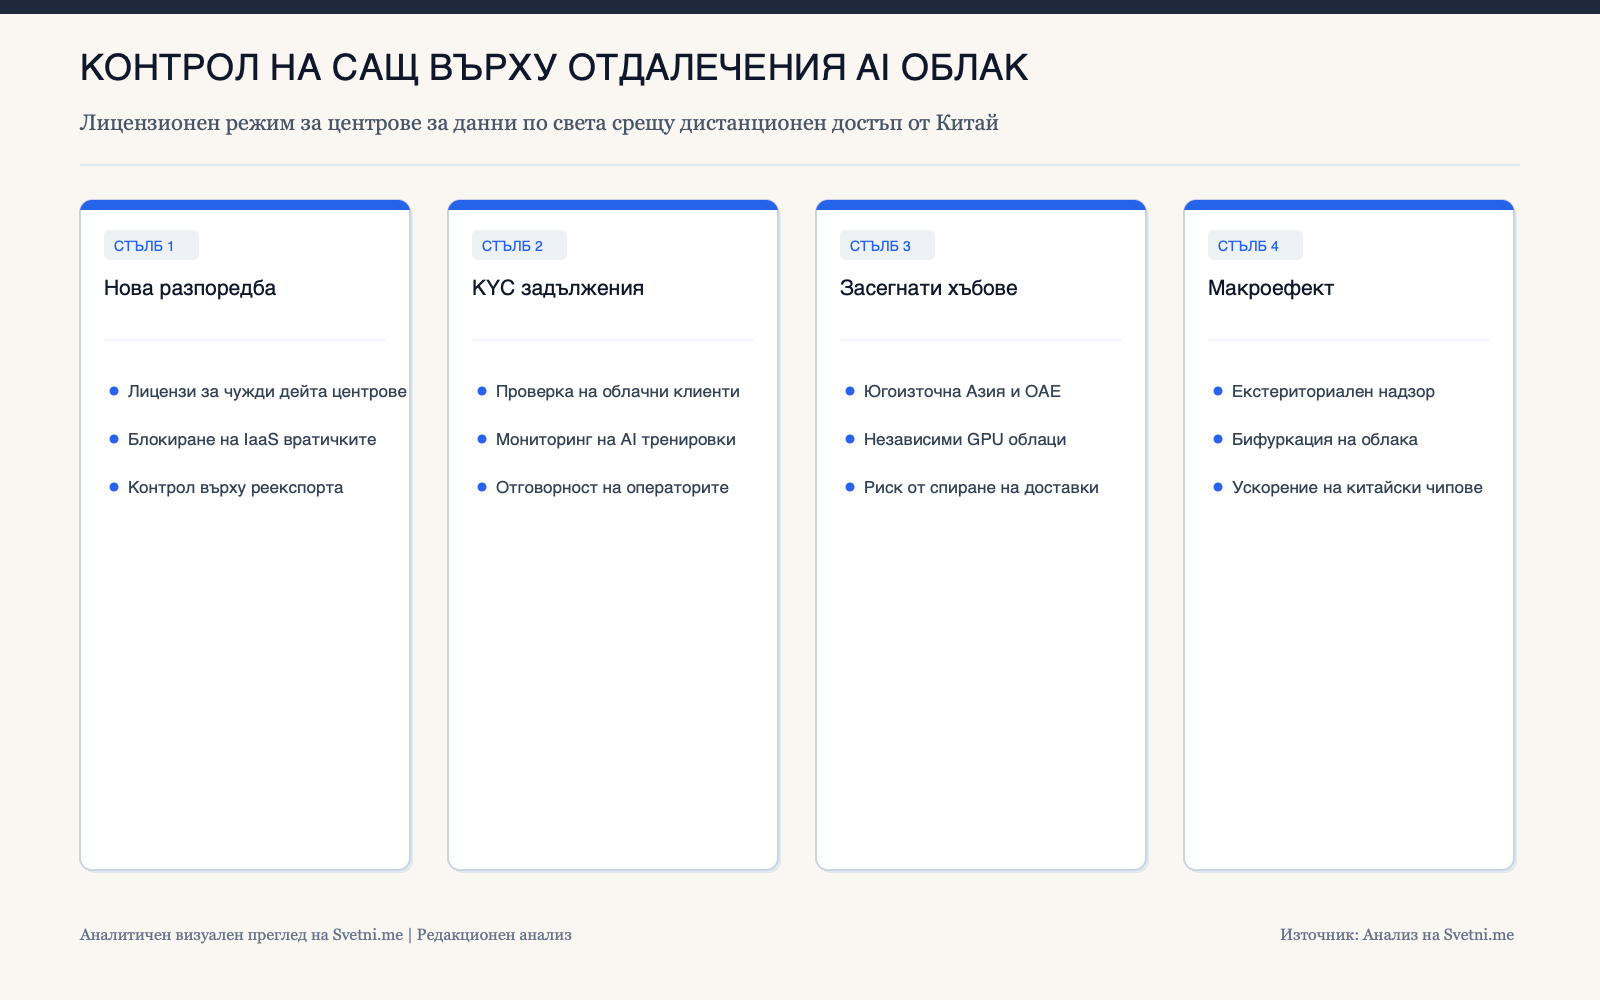 КОНТРОЛ НА САЩ ВЪРХУ ОТДАЛЕЧЕНИЯ AI ОБЛАК
Лицензионен режим за центрове за данни по света срещу дистанционен достъп от Китай
СТЪЛБ 1
Нова разпоредба
Лицензи за чужди дейта центрове
Блокиране на IaaS вратичките
Контрол върху реекспорта
СТЪЛБ 2
KYC задължения
Проверка на облачни клиенти
Мониторинг на AI тренировки
Отговорност на операторите
СТЪЛБ 3
Засегнати хъбове
Югоизточна Азия и ОАЕ
Независими GPU облаци
Риск от спиране на доставки
СТЪЛБ 4
Макроефект
Екстериториален надзор
Бифуркация на облака
Ускорение на китайски чипове
Аналитичен визуален преглед на Svetni.me | Редакционен анализ
Източник: Анализ на Svetni.me